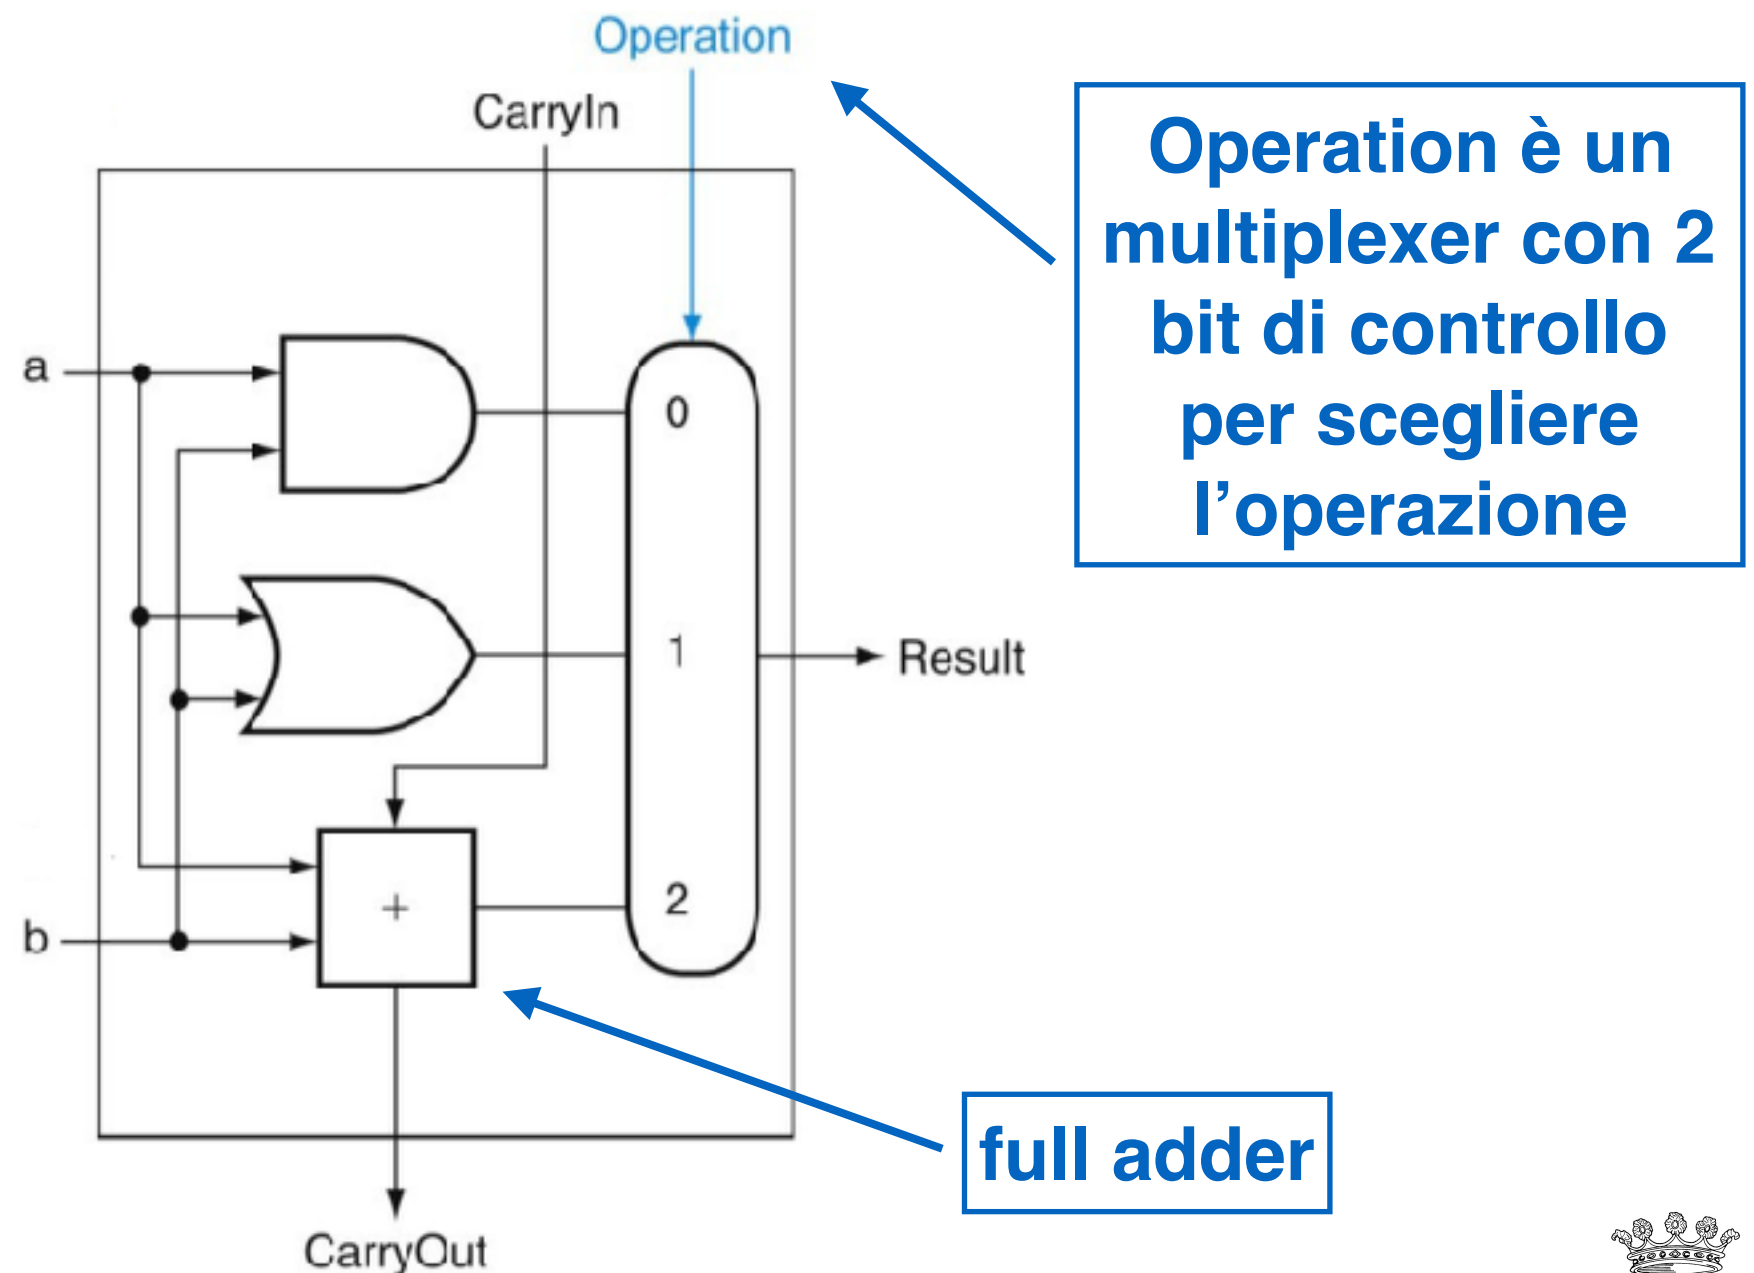 Operation
CarryIn
Operation è un
multiplexer con 2
bit di controllo
per scegliere
l’operazione
a
0
1
Result
2
+
b
full adder
CarryOut